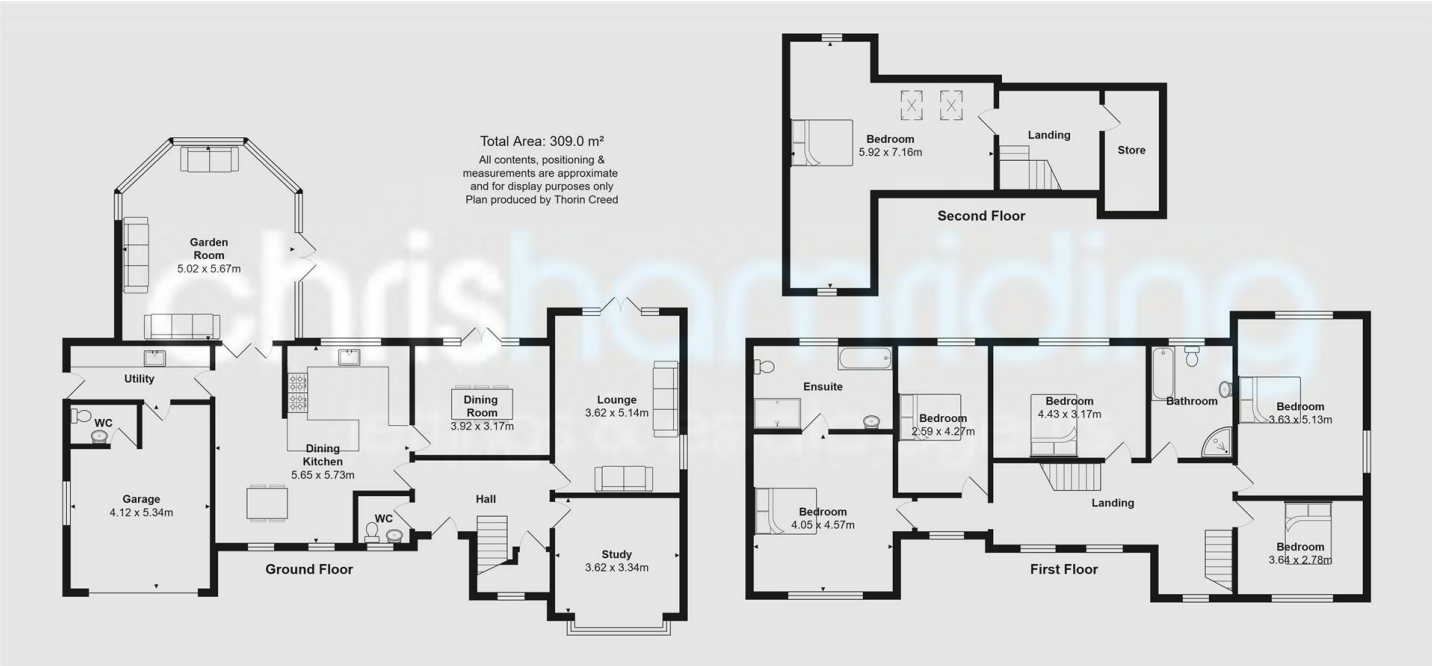 Total Area: 309.0 m²
All contents, positioning &
measurements are approximate
and for display purposes only
Plan produced by Thorin Creed
Garden
Room
5.02 x 5.67m
Utility
WC
Garage
4.12 x 5.34m
Dining
Kitchen
5.65 x 5.73m
WC
Dining
Room
3.92 x 3.17m
Hall
Lounge
3.62 x 5.14m
Study
3.62 x 3.34m
Ground Floor
Bedroom
5.92 x 7.16m
Landing
Store
Second Floor
Ensuite
Bedroom
4.05 x 4.57m
Bedroom
2.59 x 4.27m
Bedroom
4.43 x 3.17m
Bathroom
Landing
Bedroom
3.63 x 5.13m
Bedroom
3.64 x 2.78m
First Floor
chrishamriding